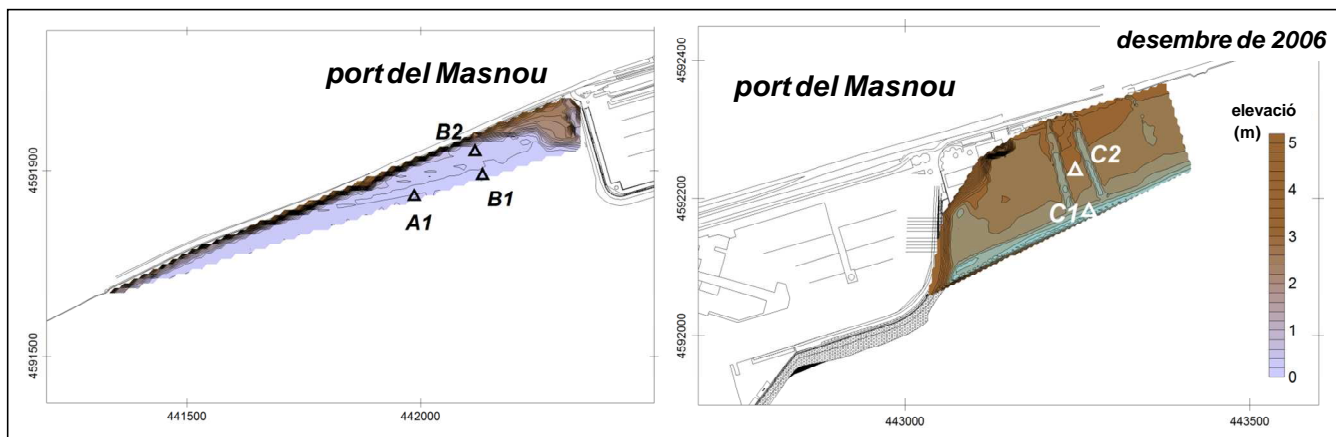 port del Masnou
B2
B1
A1
4591900
4591500
441500
442000
port del Masnou
desembre de 2006
C2
C1
4592400
4592200
4592000
443000
443500
elevació
(m)
5
4
3
2
1
0